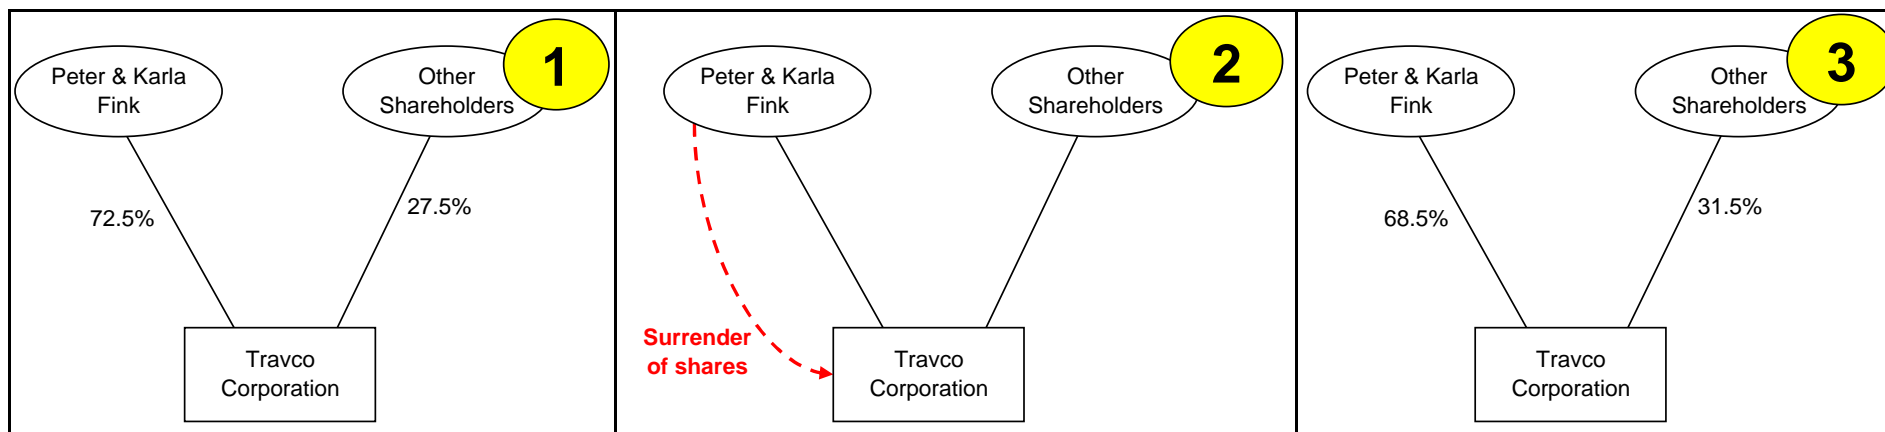 Peter & Karla
Fink
Other
Shareholders
1
72.5%
27.5%
Travco
Corporation
Peter & Karla
Fink
Other
Shareholders
2
Surrender
of shares
Travco
Corporation
Peter & Karla
Fink
Other
Shareholders
3
68.5%
31.5%
Travco
Corporation